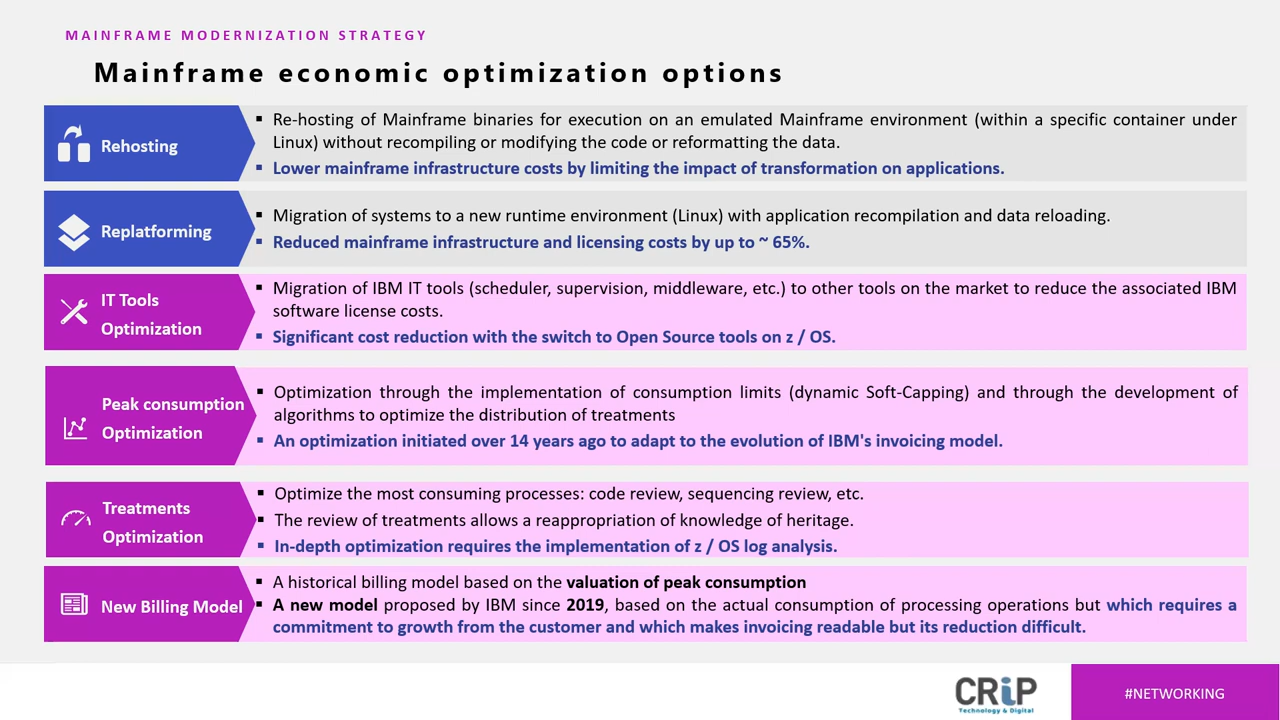 MAINFRAME MODERNIZATION STRATEGY
Mainframe economic optimization options
Rehosting
▪ Re-hosting of Mainframe binaries for execution on an emulated Mainframe environment (within a specific container under
Linux) without recompiling or modifying the code or reformatting the data.
▪ Lower mainframe infrastructure costs by limiting the impact of transformation on applications.
Replatforming
▪ Migration of systems to a new runtime environment (Linux) with application recompilation and data reloading.
▪ Reduced mainframe infrastructure and licensing costs by up to ~ 65%.
IT Tools
Optimization
▪ Migration of IBM IT tools (scheduler, supervision, middleware, etc.) to other tools on the market to reduce the associated IBM
software license costs.
▪ Significant cost reduction with the switch to Open Source tools on z / OS.
Peak consumption
Optimization
▪ Optimization through the implementation of consumption limits (dynamic Soft-Capping) and through the development of
algorithms to optimize the distribution of treatments
▪ An optimization initiated over 14 years ago to adapt to the evolution of IBM's invoicing model.
Treatments
Optimization
▪ Optimize the most consuming processes: code review, sequencing review, etc.
▪ The review of treatments allows a reappropriation of knowledge of heritage.
▪ In-depth optimization requires the implementation of z / OS log analysis.
New Billing Model
▪ A historical billing model based on the valuation of peak consumption
▪ A new model proposed by IBM since 2019, based on the actual consumption of processing operations but which requires a
commitment to growth from the customer and which makes invoicing readable but its reduction difficult.
CRiP
Technology & Digital
#NETWORKING